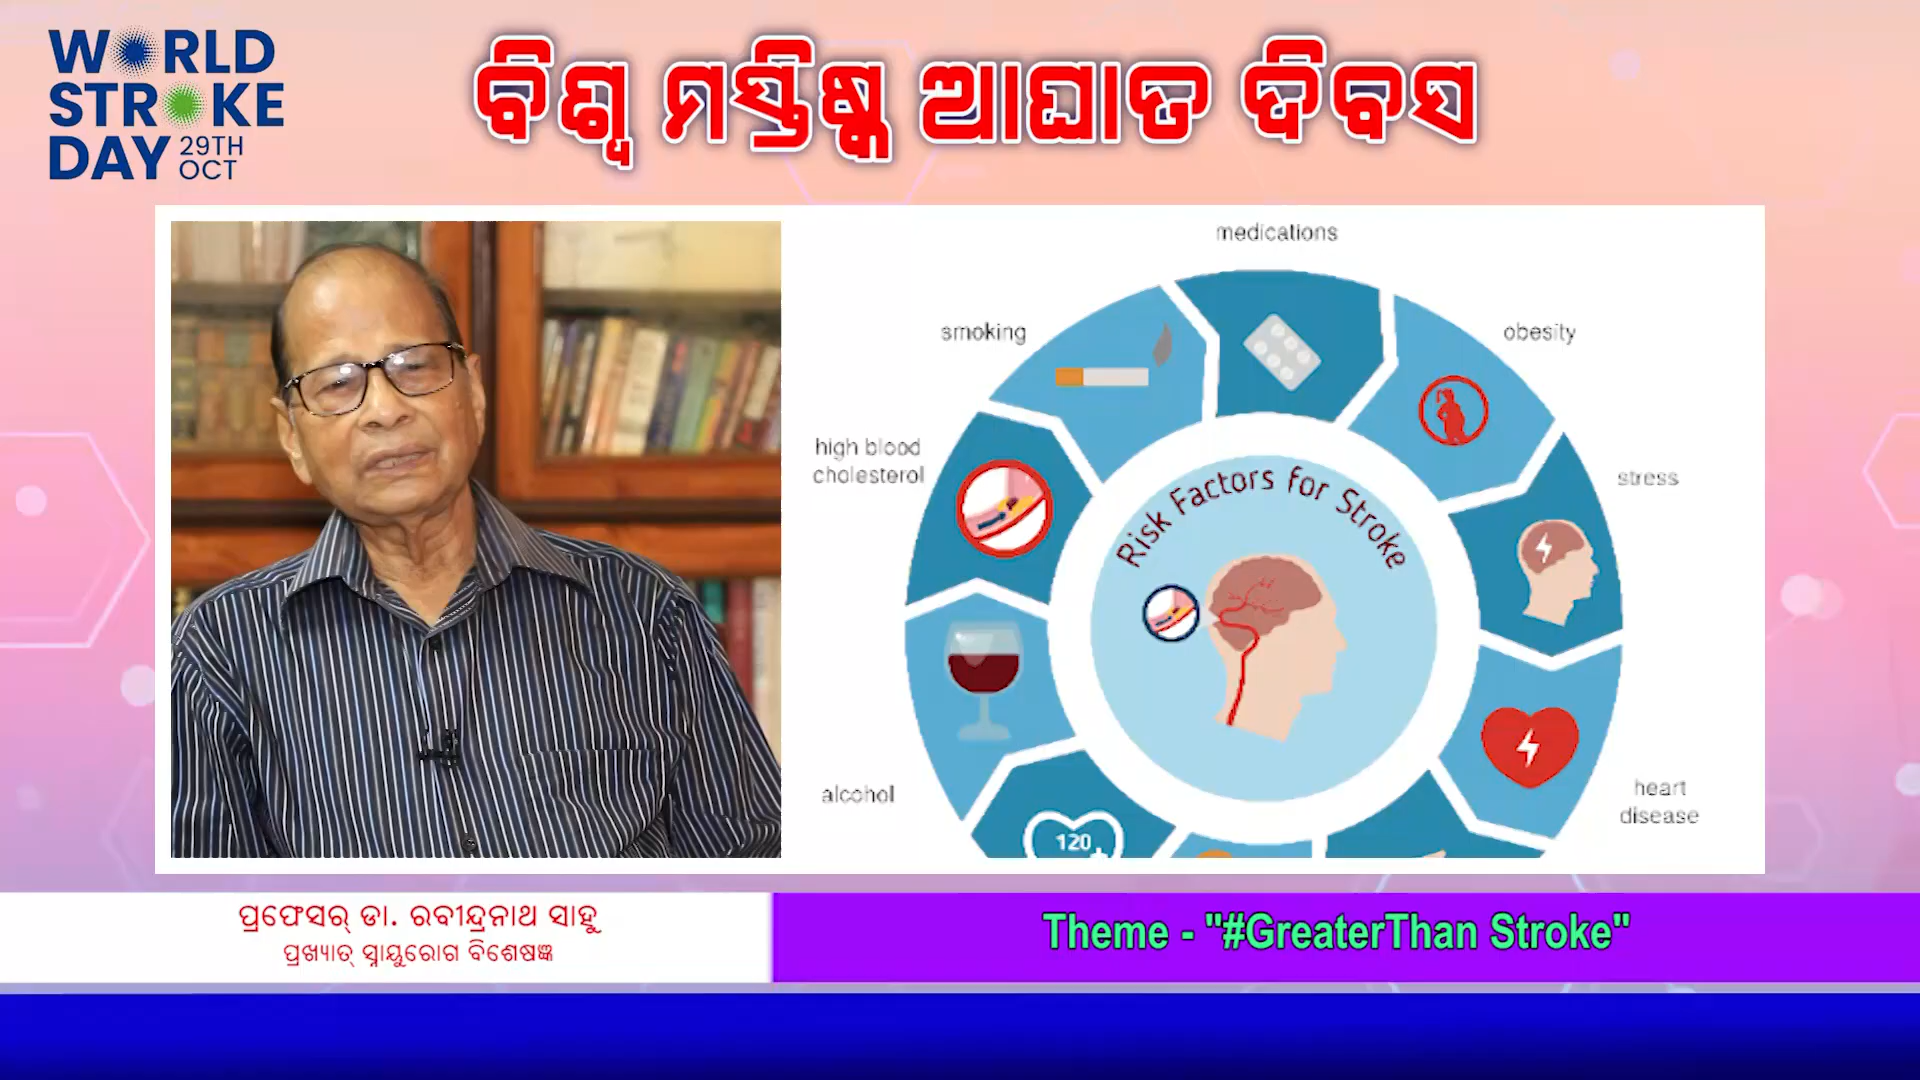 WORLD
STROKE
DAY 29TH
OCT
ବିଶ୍ୱ ମସ୍ତିଷ୍କ ଆଘାତ ଦିବସ
medications
smoking
obesity
high blood
cholesterol
stress
Risk Factors for Stroke
alcohol
heart
disease
120
ପ୍ରଫେସର୍ ଡା. ରବୀନ୍ଦ୍ରନାଥ ସାହୁ
ପ୍ରଖ୍ୟାତ୍ ସ୍ନାୟୁରୋଗ ବିଶେଷଜ୍ଞ
Theme - "#GreaterThan Stroke"